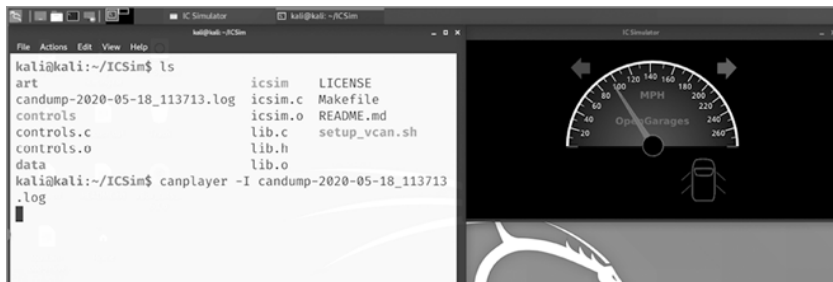 IC Simulator
kali@kali: ~/ICSim
kali@kali:~/ICSim
File Actions Edit View Help
kali@kali:~/ICSim$ ls
art icsim LICENSE
candump-2020-05-18_113713.log icsim.c Makefile
controls icsim.o README.md
controls.c lib.c setup_vcan.sh
controls.o lib.h
data lib.o
kali@kali:~/ICSim$ canplayer -I candump-2020-05-18_113713
.log
IC Simulator
20 40 60 80 100 120 140 160 180 200 220 240 260
MPH
OpenGarages